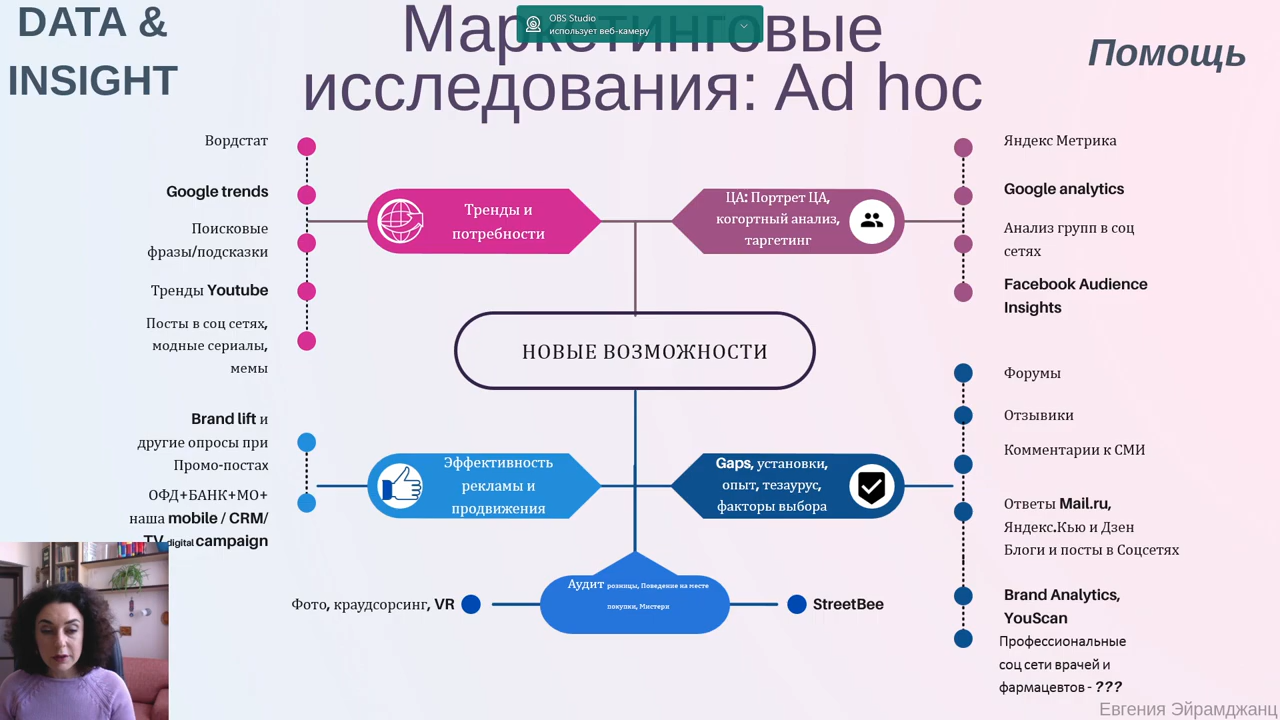 DATA &
INSIGHT
OBS Studio
использует веб-камеру
Маркетинговые
исследования: Ad hoc
Помощь
Вордстат
Google trends
Поисковые
фразы/подсказки
Тренды Youtube
Посты в соц сетях,
модные сериалы,
мемы
Тренды и
потребности
ЦА: Портрет ЦА,
когортный анализ,
таргетинг
Яндекс Метрика
Google analytics
Анализ групп в соц
сетях
Facebook Audience
Insights
НОВЫЕ ВОЗМОЖНОСТИ
Brand lift и
другие опросы при
Промо-постах
ОФД+БАНК+МО+
наша mobile / CRM/
TV digital campaign
Эффективность
рекламы и
продвижения
Gaps, установки,
опыт, тезаурус,
факторы выбора
Форумы
Отзывики
Комментарии к СМИ
Ответы Mail.ru,
Яндекс.Кью и Дзен
Блоги и посты в Соцсетях
Brand Analytics,
YouScan
Профессиональные
соц сети врачей и
фармацевтов - ???
Фото, краудсорсинг, VR
Аудит розницы, Поведение на месте
покупки, Мистери
StreetBee
Евгения Эйрамджанц